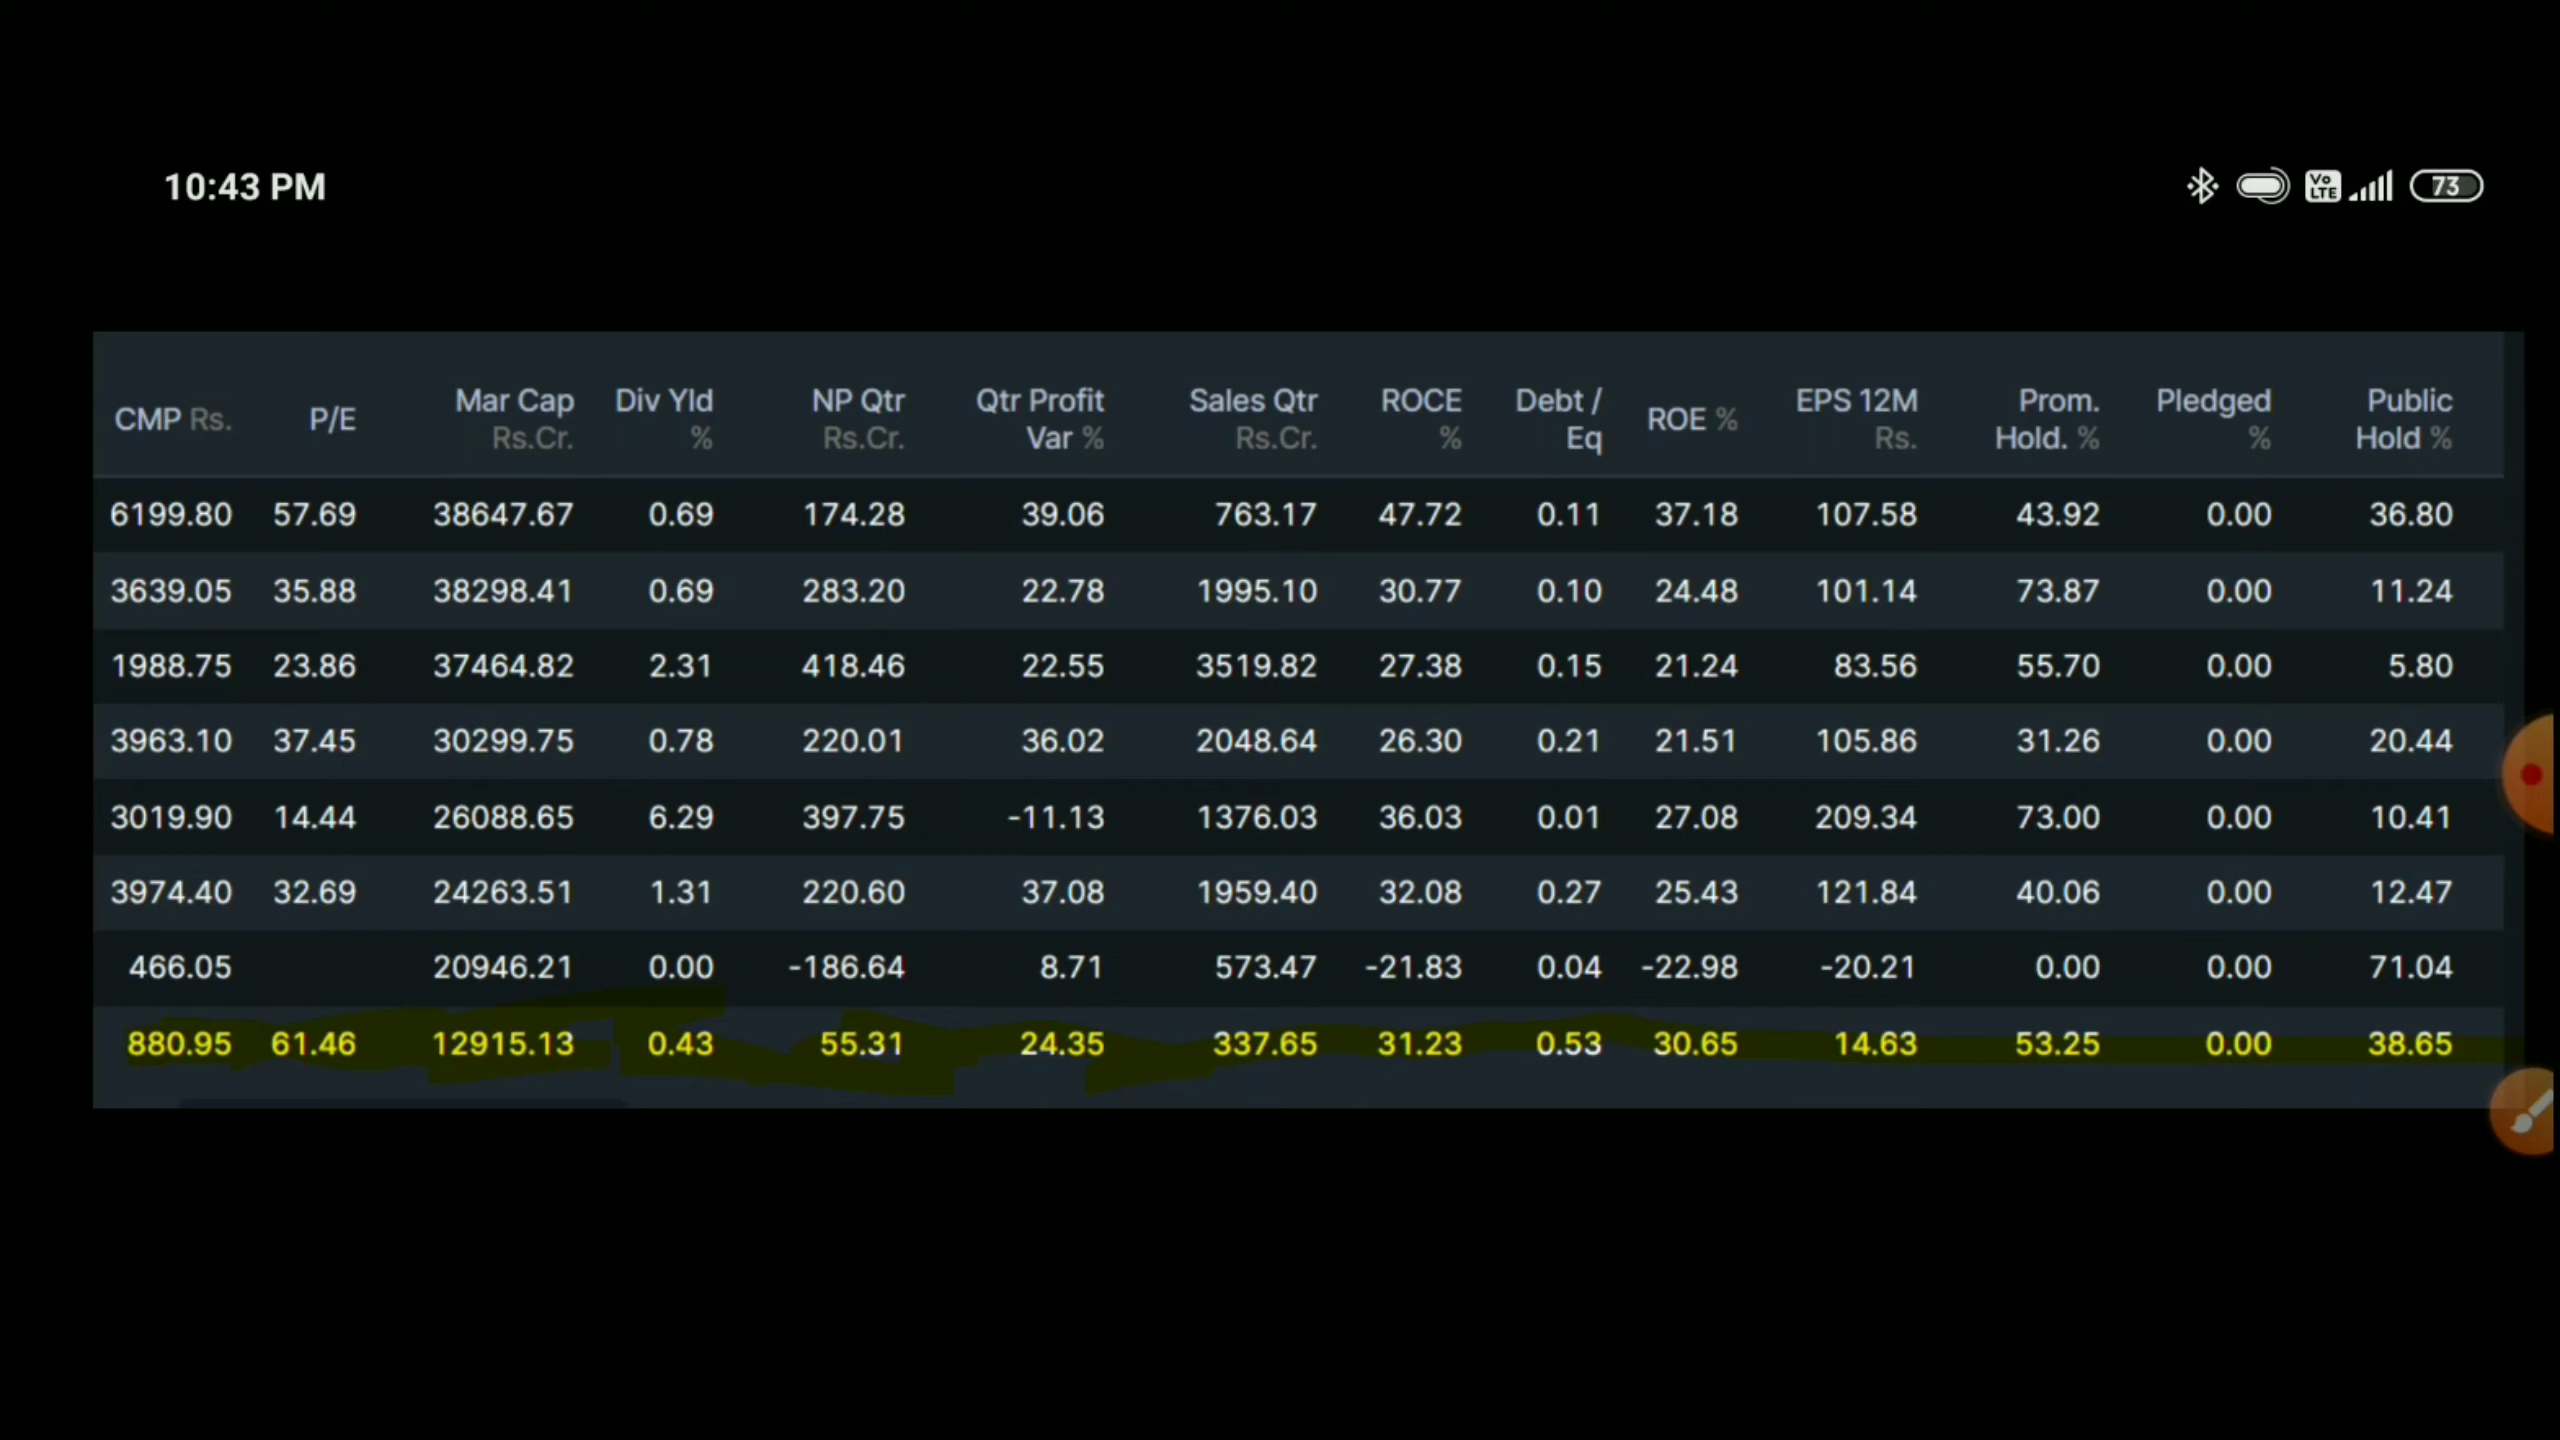 10:43 PM Vo LTE 73
CMP Rs. P/E Mar Cap Rs.Cr. Div Yld % NP Qtr Rs.Cr. Qtr Profit Var % Sales Qtr Rs.Cr. ROCE % Debt / Eq ROE % EPS 12M Rs. Prom. Hold. % Pledged % Public Hold %
6199.80 57.69 38647.67 0.69 174.28 39.06 763.17 47.72 0.11 37.18 107.58 43.92 0.00 36.80
3639.05 35.88 38298.41 0.69 283.20 22.78 1995.10 30.77 0.10 24.48 101.14 73.87 0.00 11.24
1988.75 23.86 37464.82 2.31 418.46 22.55 3519.82 27.38 0.15 21.24 83.56 55.70 0.00 5.80
3963.10 37.45 30299.75 0.78 220.01 36.02 2048.64 26.30 0.21 21.51 105.86 31.26 0.00 20.44
3019.90 14.44 26088.65 6.29 397.75 -11.13 1376.03 36.03 0.01 27.08 209.34 73.00 0.00 10.41
3974.40 32.69 24263.51 1.31 220.60 37.08 1959.40 32.08 0.27 25.43 121.84 40.06 0.00 12.47
466.05 20946.21 0.00 -186.64 8.71 573.47 -21.83 0.04 -22.98 -20.21 0.00 0.00 71.04
880.95 61.46 12915.13 0.43 55.31 24.35 337.65 31.23 0.53 30.65 14.63 53.25 0.00 38.65